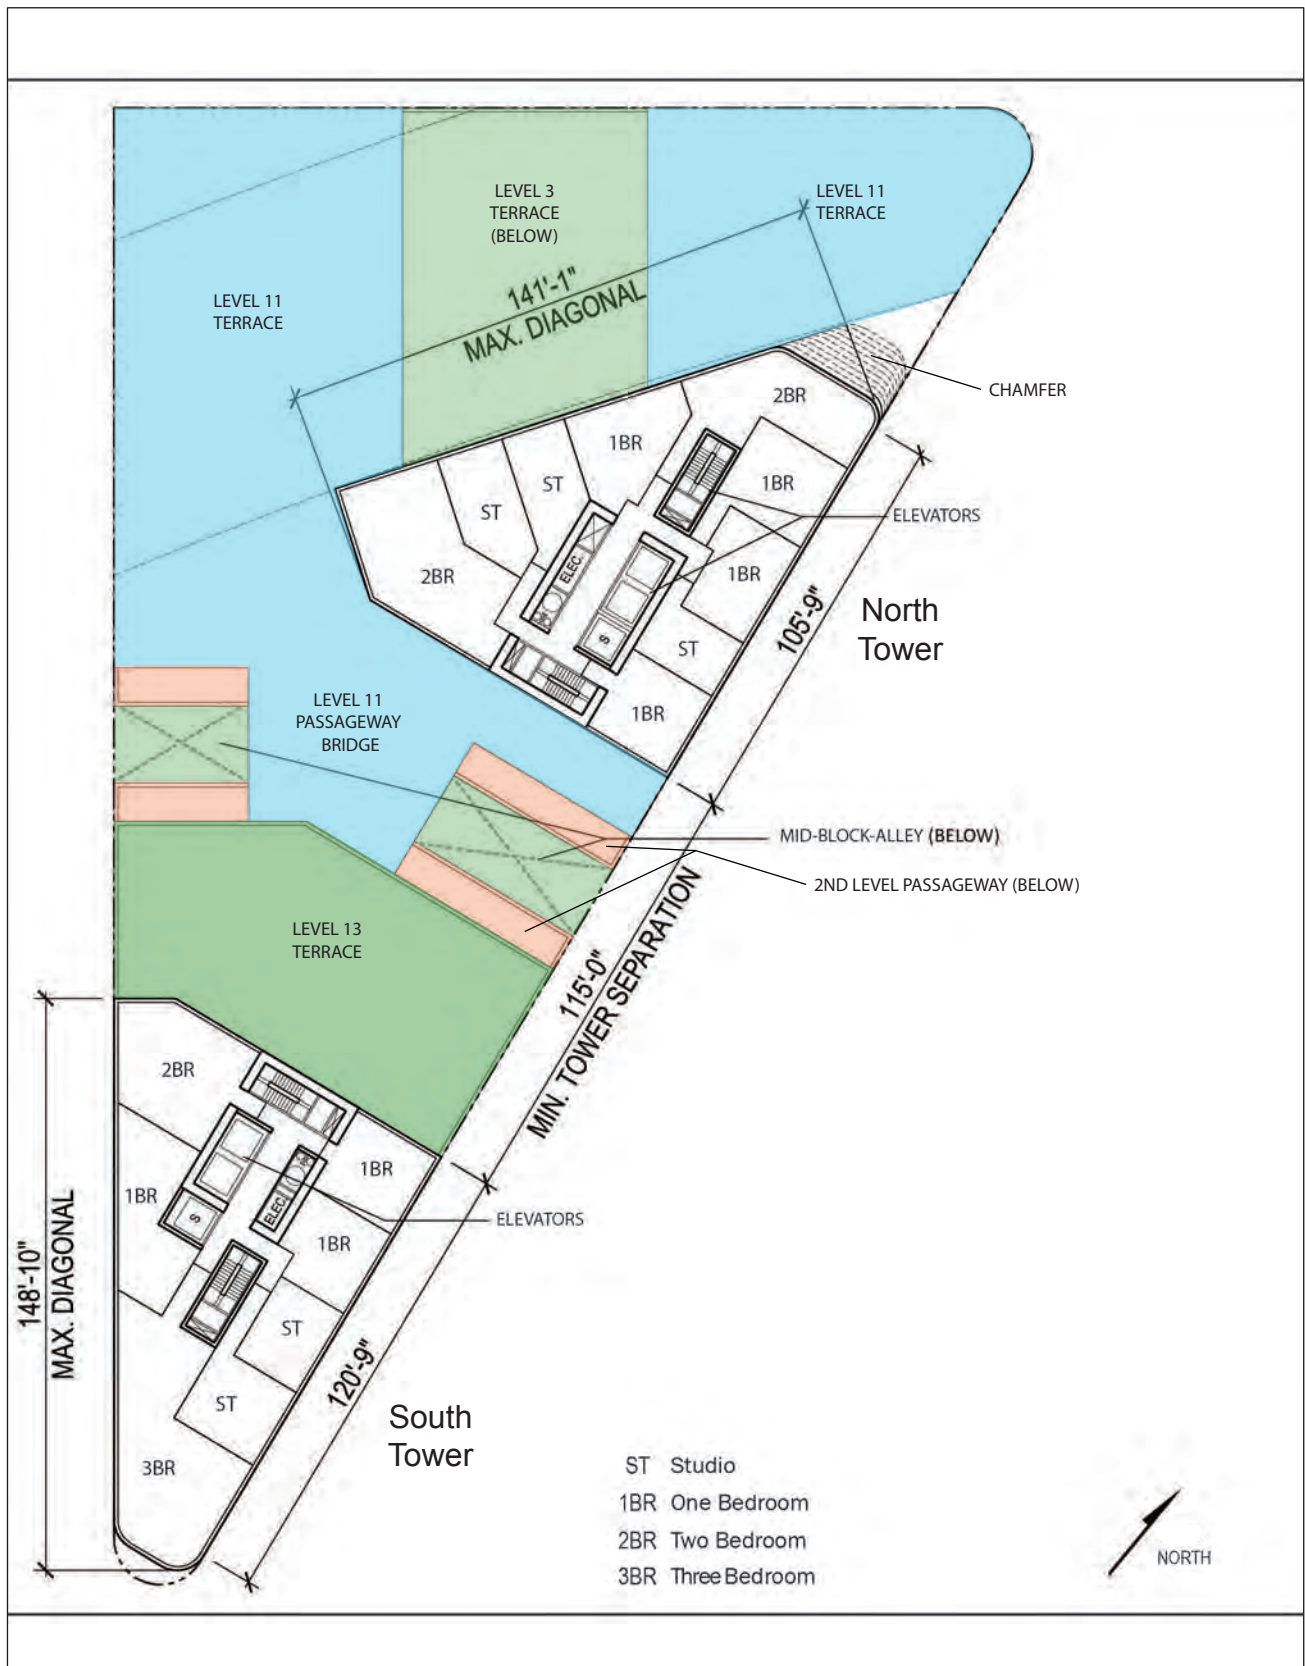 LEVEL 3
TERRACE
(BELOW)
LEVEL 11
TERRACE
141'-1"
MAX. DIAGONAL
LEVEL 11
TERRACE
CHAMFER
2BR
1BR
ST
ST
1BR
ELEVATORS
ELEC.
2BR
1BR
North
Tower
105'-9"
S
ST
1BR
LEVEL 11
PASSAGEWAY
BRIDGE
MID-BLOCK-ALLEY (BELOW)
2ND LEVEL PASSAGEWAY (BELOW)
LEVEL 13
TERRACE
115'-0"
MIN. TOWER SEPARATION
2BR
1BR
1BR
S
ELEC.
ELEVATORS
1BR
148'-10"
MAX. DIAGONAL
ST
120'-9"
ST
South
Tower
3BR
ST Studio
1BR One Bedroom
2BR Two Bedroom
3BR Three Bedroom
NORTH